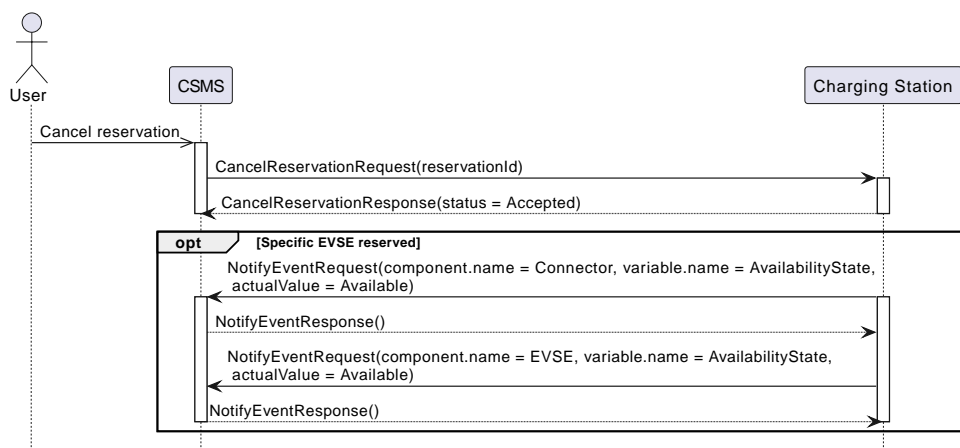 User
CSMS
Charging Station
Cancel reservation
CancelReservationRequest(reservationId)
CancelReservationResponse(status = Accepted)
opt
[Specific EVSE reserved]
NotifyEventRequest(component.name = Connector, variable.name = AvailabilityState,
actualValue = Available)
NotifyEventResponse()
NotifyEventRequest(component.name = EVSE, variable.name = AvailabilityState,
actualValue = Available)
NotifyEventResponse()